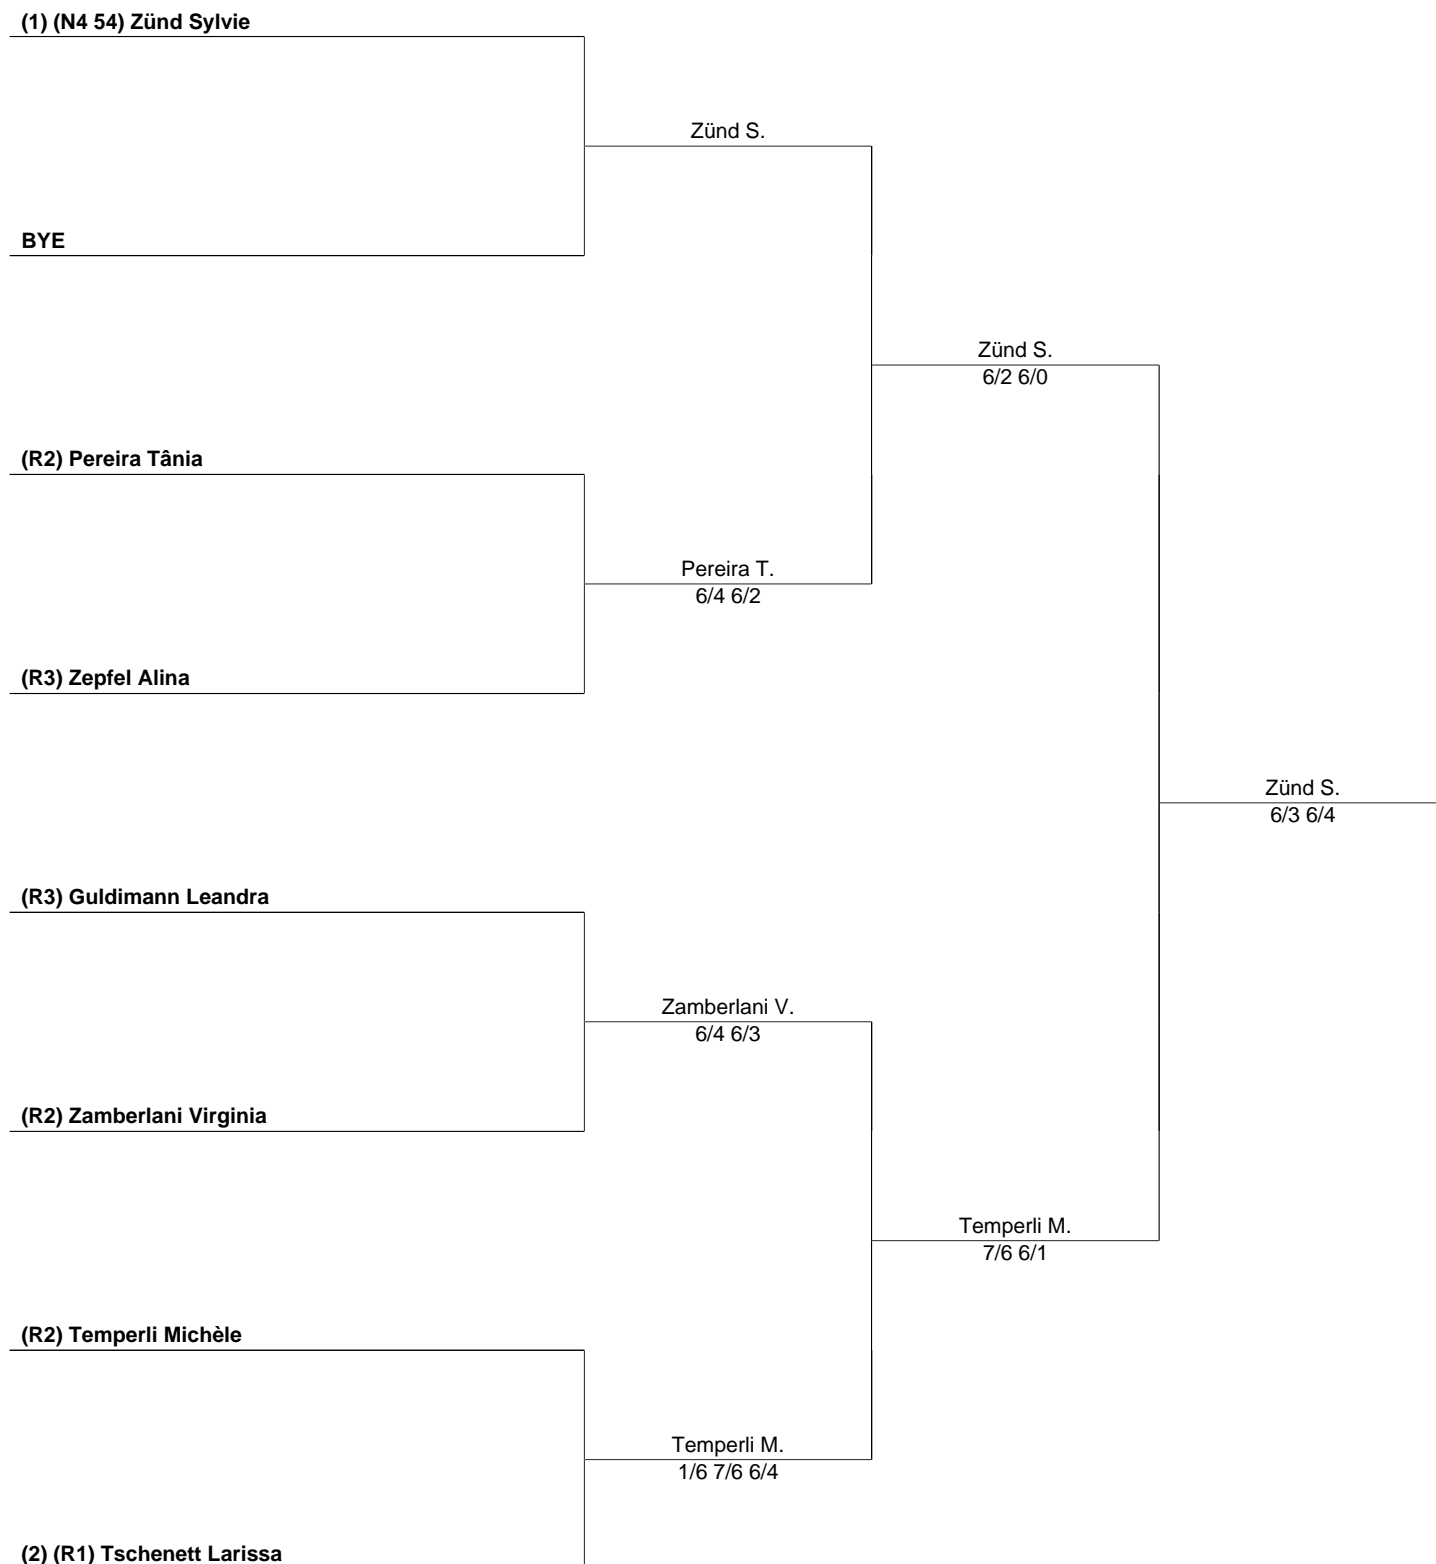 (1) (N4 54) Zünd Sylvie
Zünd S.
BYE
Zünd S.
6/2 6/0
(R2) Pereira Tânia
Pereira T.
6/4 6/2
(R3) Zepfel Alina
Zünd S.
6/3 6/4
(R3) Guldimann Leandra
Zamberlani V.
6/4 6/3
(R2) Zamberlani Virginia
Temperli M.
7/6 6/1
(R2) Temperli Michèle
Temperli M.
1/6 7/6 6/4
(2) (R1) Tschenett Larissa